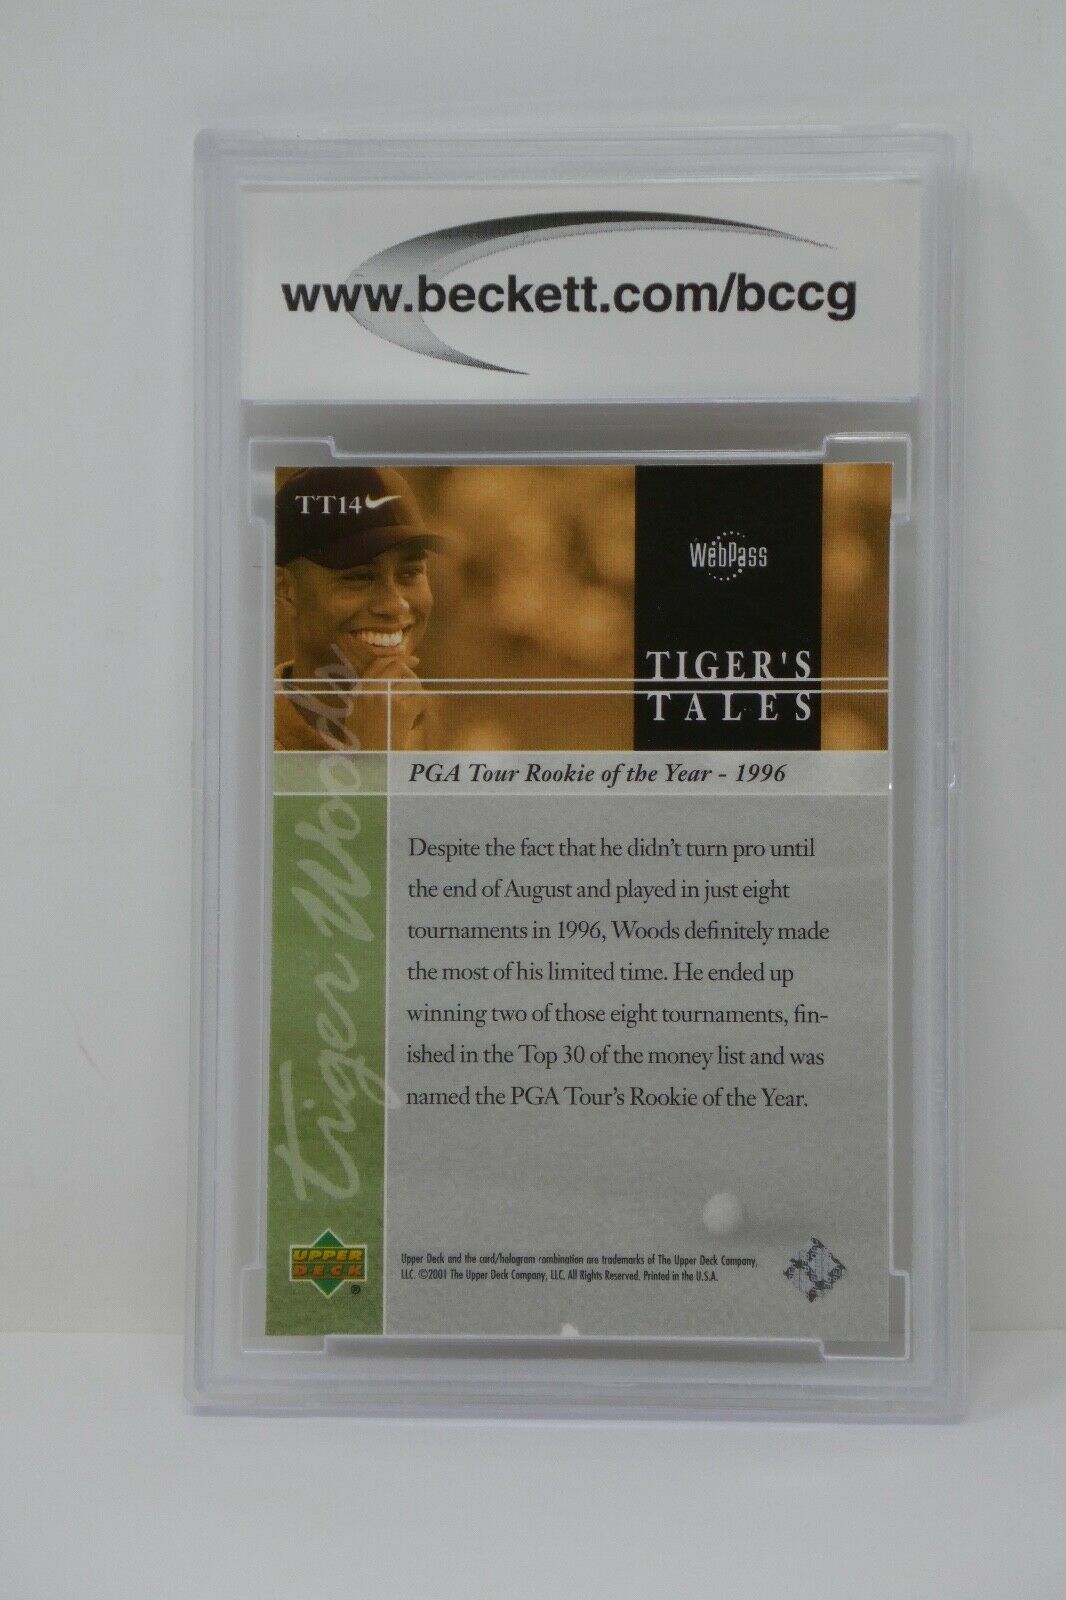 www.beckett.com/bccg
TT14
WebPass
TIGER'S
TALES
PGA Tour Rookie of the Year - 1996
Despite the fact that he didn't turn pro until
the end of August and played in just eight
tournaments in 1996, Woods definitely made
the most of his limited time. He ended up
winning two of those eight tournaments, fin-
ished in the Top 30 of the money list and was
named the PGA Tour's Rookie of the Year.
Tiger Woods
UPPER
DECK
®
Upper Deck and the card/hologram combination are trademarks of The Upper Deck Company,
LLC. ©2001 The Upper Deck Company, LLC. All Rights Reserved. Printed in the U.S.A.